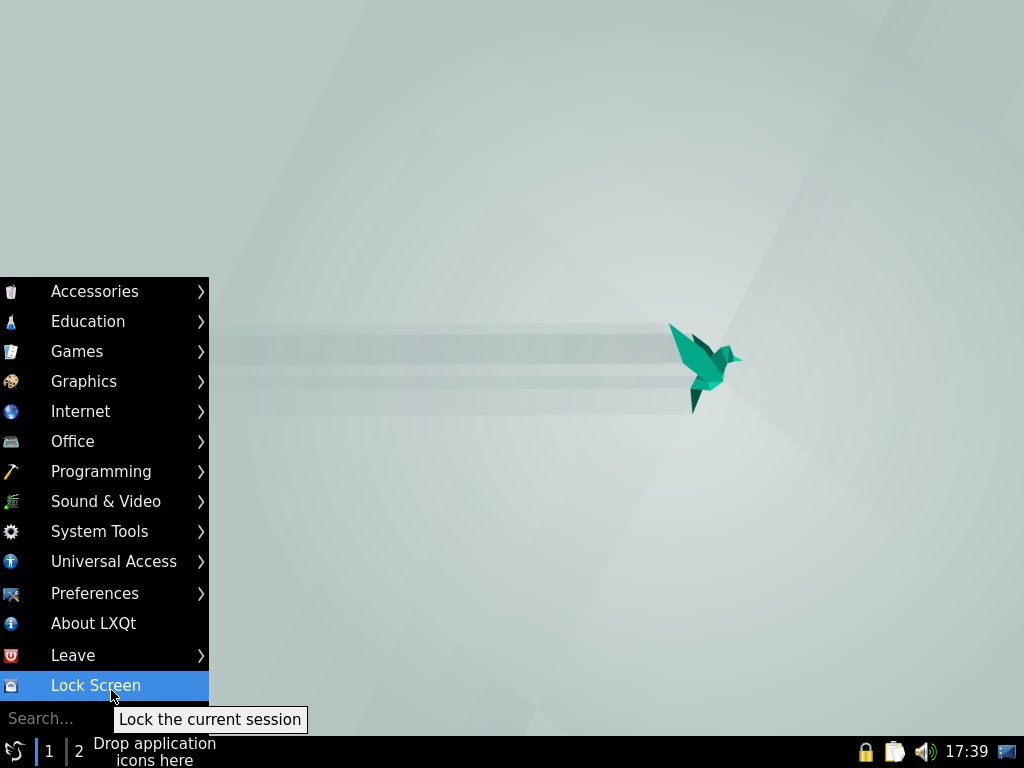 Accessories
Education
Games
Graphics
Internet
Office
Programming
Sound & Video
System Tools
Universal Access
Preferences
About LXQt
Leave
Lock Screen
Search...
Lock the current session
1
2
Drop application
icons here
17:39